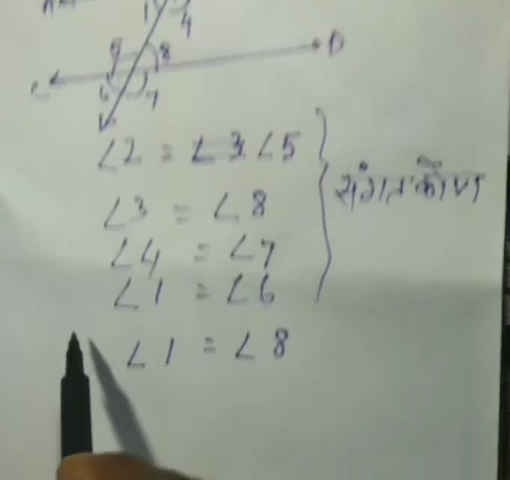 1 4
5 8 D
C 6 7
∠2 = ∠3 ∠5
∠3 = ∠8
∠4 = ∠7
∠1 = ∠6
संगत कोण
∠1 = ∠8